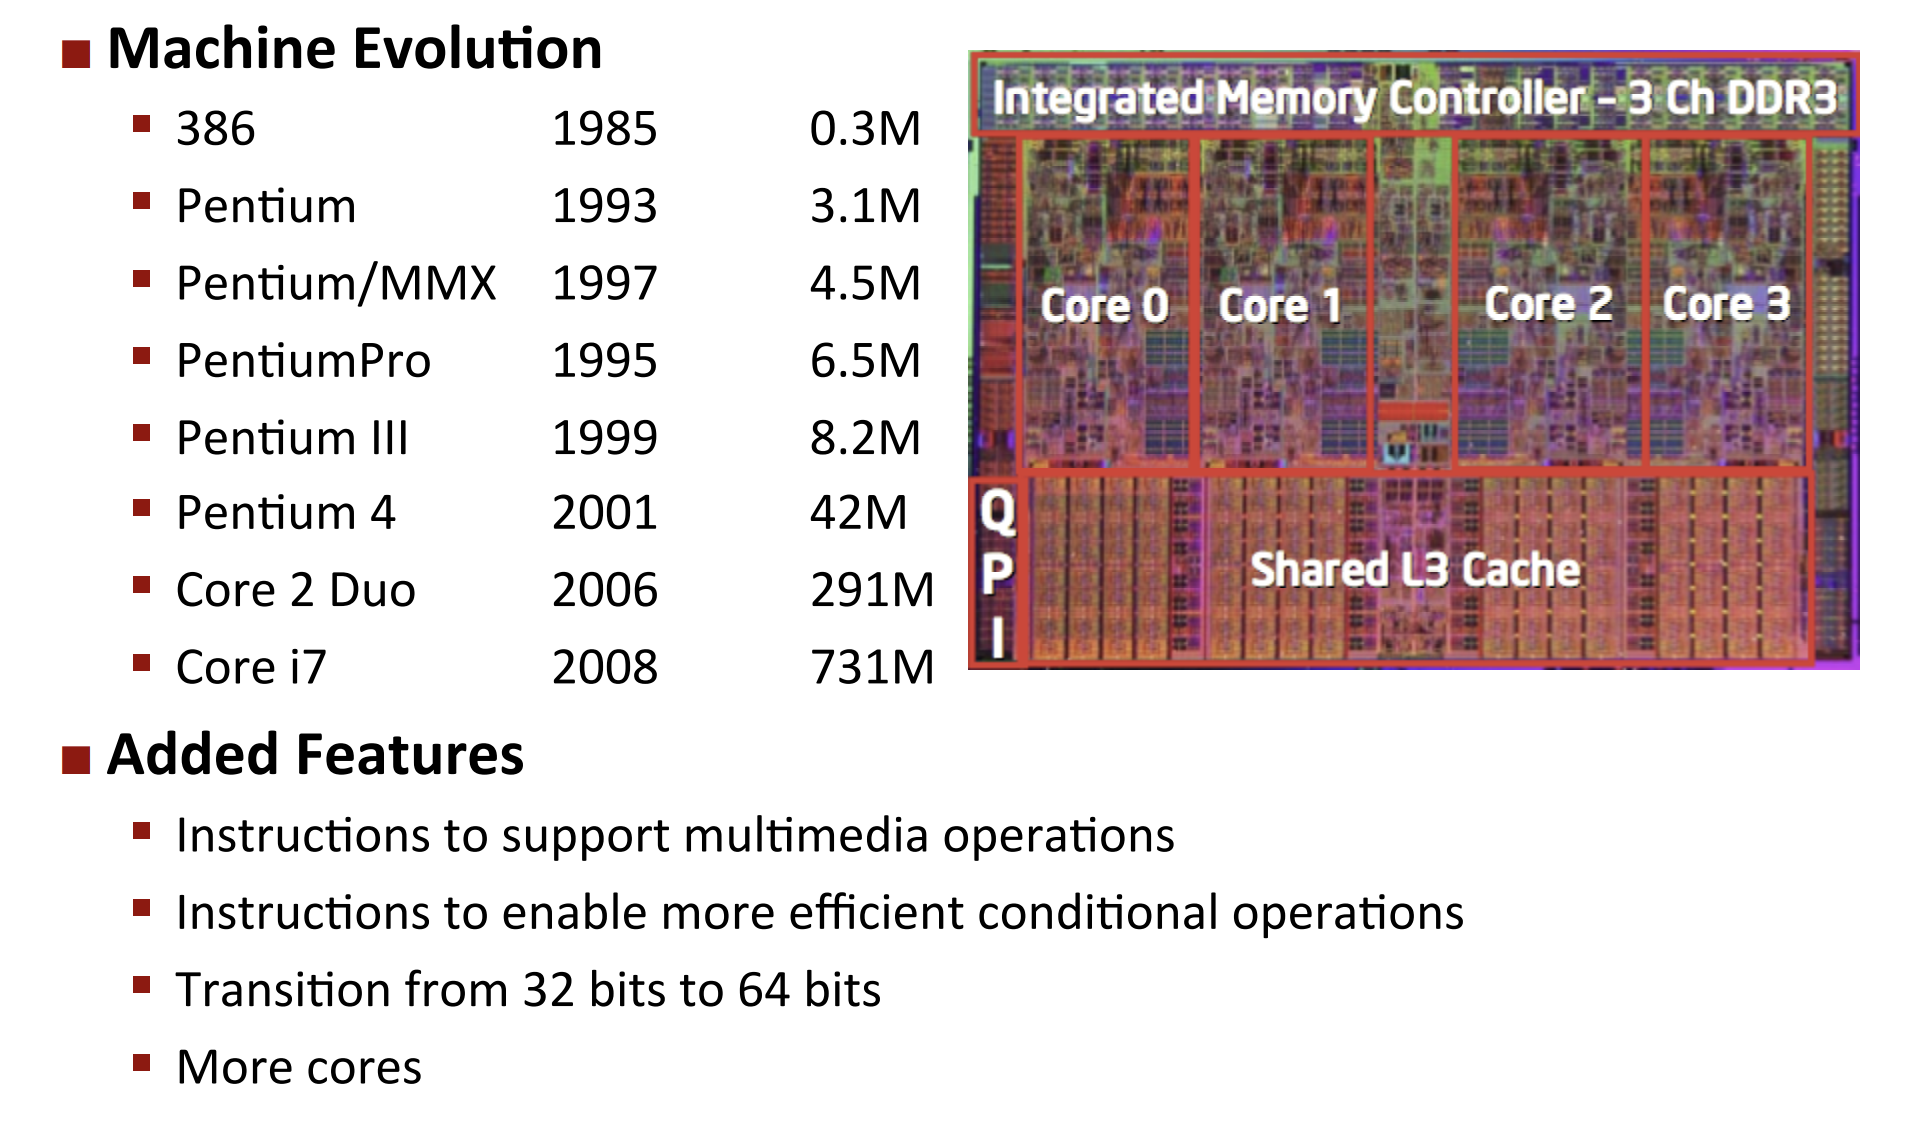 Machine Evolution
386 1985 0.3M
Pentium 1993 3.1M
Pentium/MMX 1997 4.5M
PentiumPro 1995 6.5M
Pentium III 1999 8.2M
Pentium 4 2001 42M
Core 2 Duo 2006 291M
Core i7 2008 731M
Integrated Memory Controller – 3 Ch DDR3
Core 0 Core 1 Core 2 Core 3
QPI
Shared L3 Cache
Added Features
Instructions to support multimedia operations
Instructions to enable more efficient conditional operations
Transition from 32 bits to 64 bits
More cores